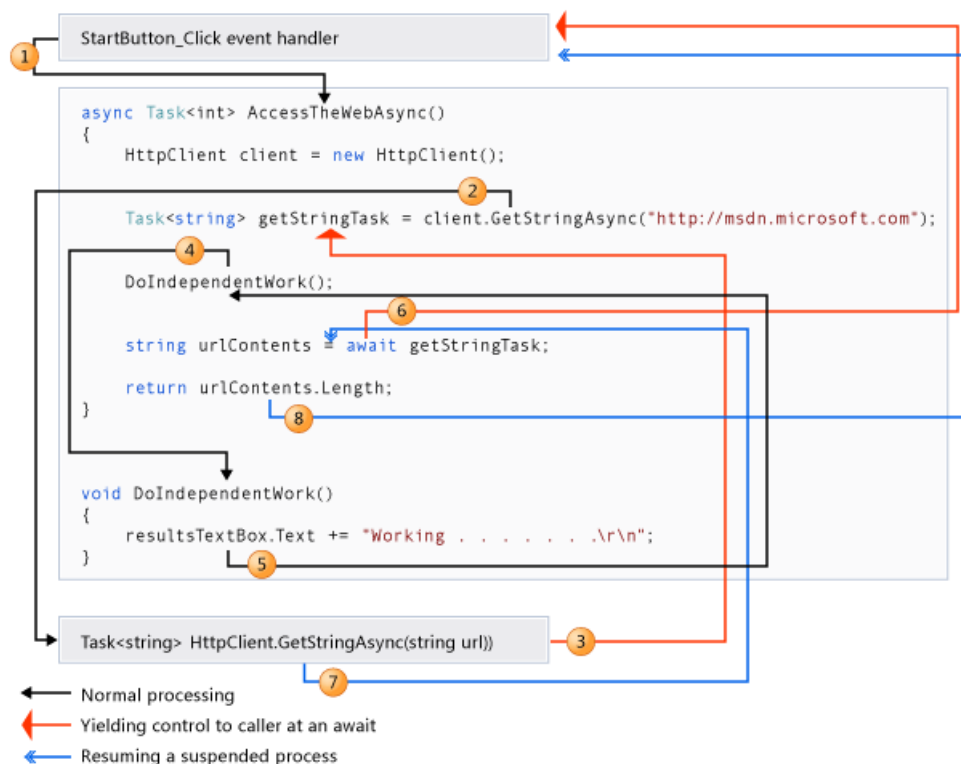 StartButton_Click event handler
1
async Task<int> AccessTheWebAsync()
{
HttpClient client = new HttpClient();
2
Task<string> getStringTask = client.GetStringAsync("http://msdn.microsoft.com");
4
DoIndependentWork();
6
string urlContents = await getStringTask;
return urlContents.Length;
}
8
void DoIndependentWork()
{
resultsTextBox.Text += "Working . . . . . . .\r\n";
}
5
Task<string> HttpClient.GetStringAsync(string url))
3
7
Normal processing
Yielding control to caller at an await
Resuming a suspended process